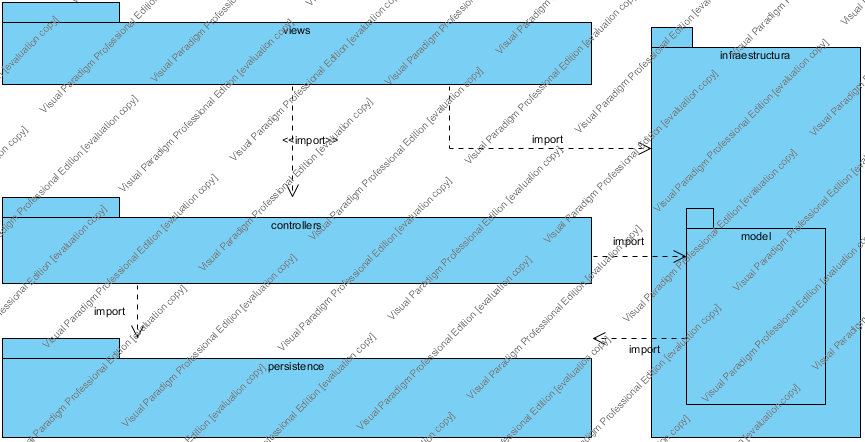 views
infraestructura
<<import>>
import
controllers
model
import
import
import
persistence
Visual Paradigm Professional Edition [evaluation copy]